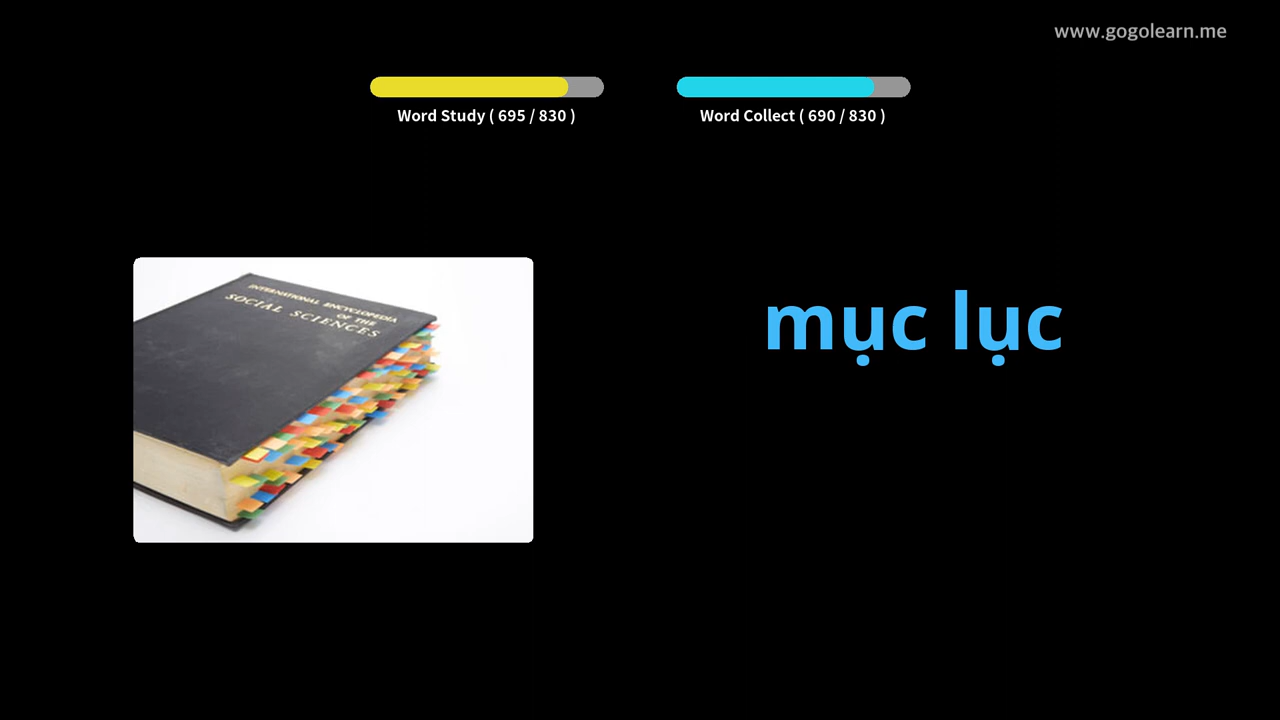 www.gogolearn.me
Word Study ( 695 / 830 )
Word Collect ( 690 / 830 )
INTERNATIONAL ENCYCLOPEDIA
OF THE
SOCIAL SCIENCES
mục lục